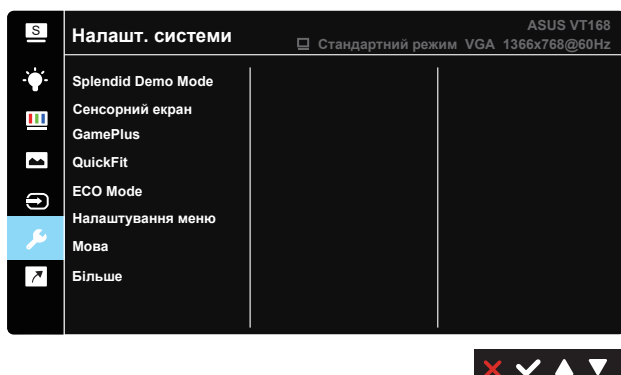 S
Налашт. системи
ASUS VT168
Стандартний режим VGA 1366x768@60Hz
Splendid Demo Mode
Сенсорний екран
GamePlus
QuickFit
ECO Mode
Налаштування меню
Мова
Більше